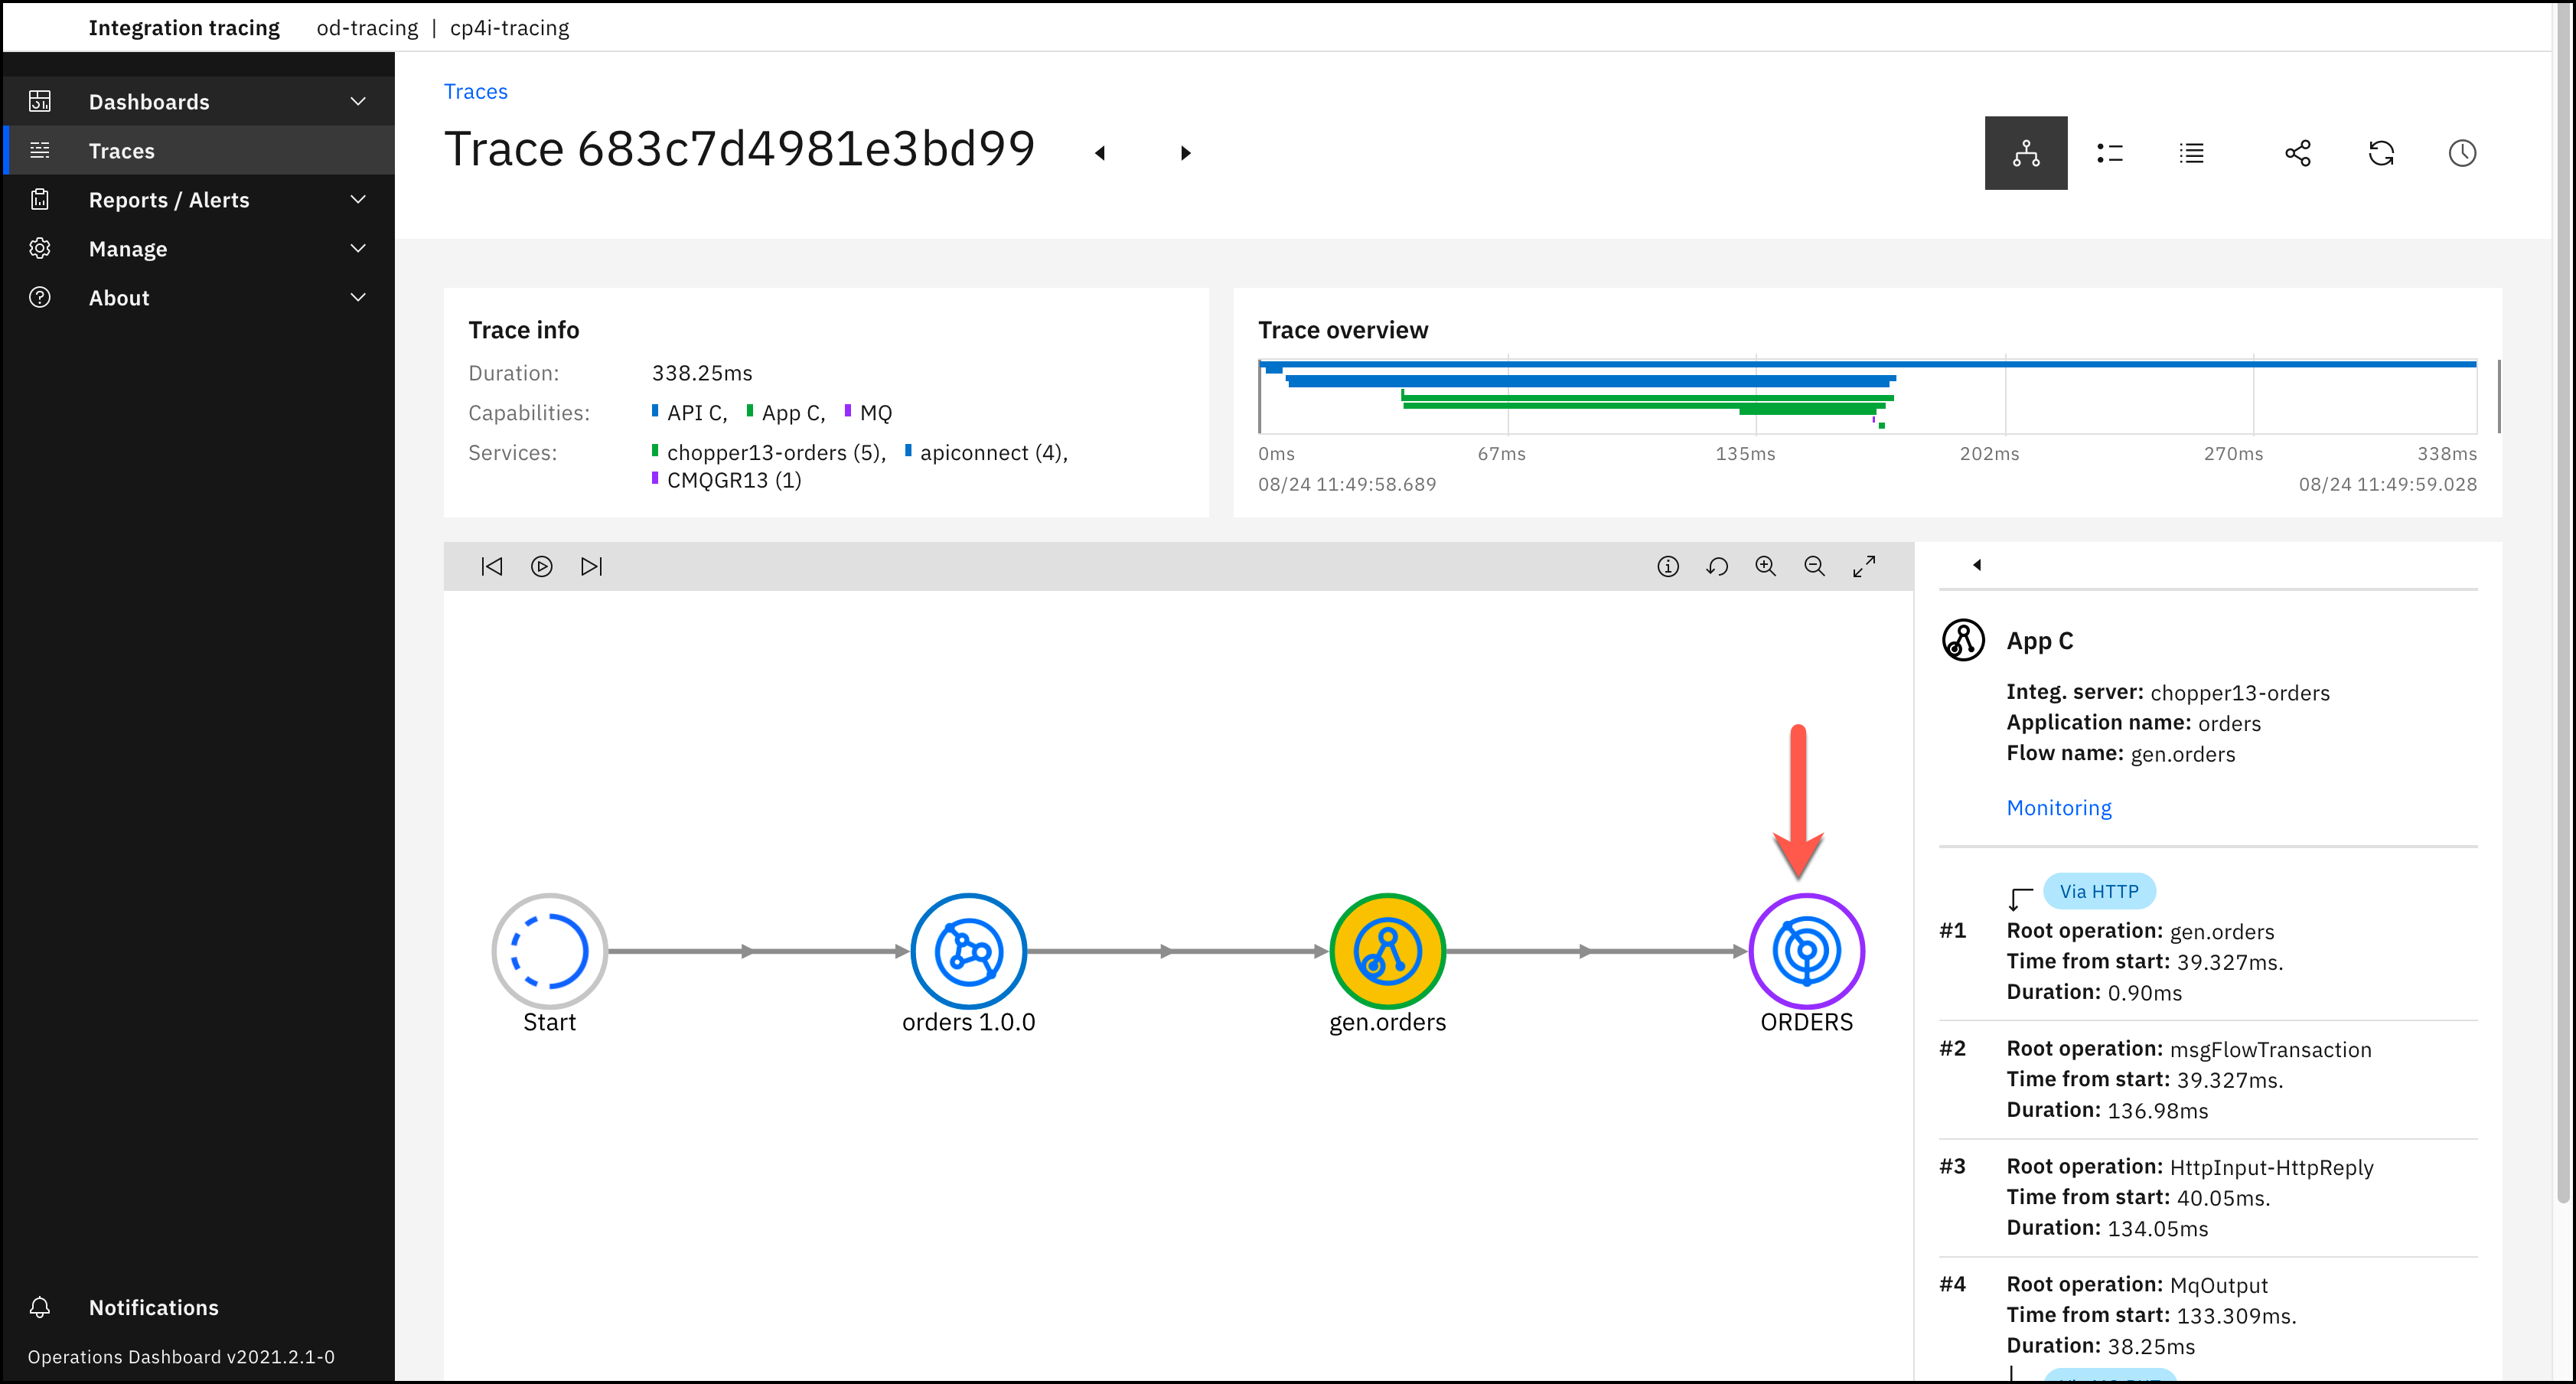 Integration tracing od-tracing | cp4i-tracing
Dashboards
Traces
Reports / Alerts
Manage
About
Notifications
Operations Dashboard v2021.2.1-0
Traces
Trace 683c7d4981e3bd99
Trace info
Duration: 338.25ms
Capabilities: API C, App C, MQ
Services: chopper13-orders (5), apiconnect (4),
CMQGR13 (1)
Trace overview
0ms 67ms 135ms 202ms 270ms 338ms
08/24 11:49:58.689 08/24 11:49:59.028
Start
orders 1.0.0
gen.orders
ORDERS
App C
Integ. server: chopper13-orders
Application name: orders
Flow name: gen.orders
Monitoring
Via HTTP
#1 Root operation: gen.orders
Time from start: 39.327ms.
Duration: 0.90ms
#2 Root operation: msgFlowTransaction
Time from start: 39.327ms.
Duration: 136.98ms
#3 Root operation: HttpInput-HttpReply
Time from start: 40.05ms.
Duration: 134.05ms
#4 Root operation: MqOutput
Time from start: 133.309ms.
Duration: 38.25ms